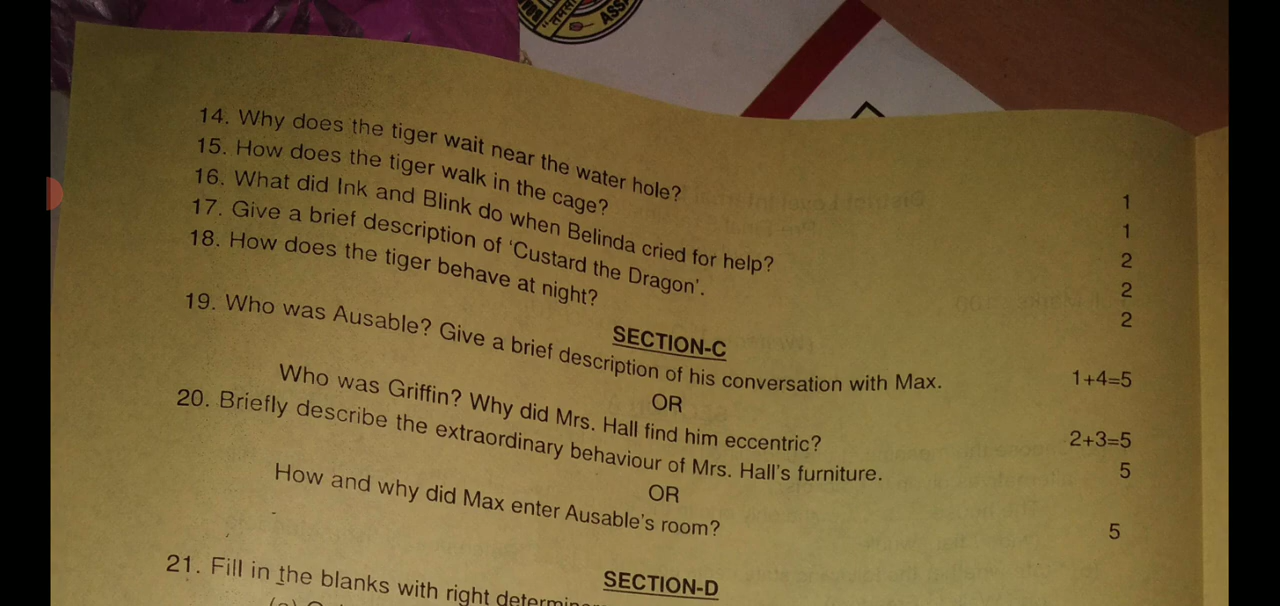 तमसो
ASSA
14. Why does the tiger wait near the water hole? 1
15. How does the tiger walk in the cage? 1
16. What did Ink and Blink do when Belinda cried for help? 2
17. Give a brief description of 'Custard the Dragon'. 2
18. How does the tiger behave at night? 2
SECTION-C
19. Who was Ausable? Give a brief description of his conversation with Max. 1+4=5
OR
Who was Griffin? Why did Mrs. Hall find him eccentric? 2+3=5
20. Briefly describe the extraordinary behaviour of Mrs. Hall's furniture. 5
OR
How and why did Max enter Ausable's room? 5
SECTION-D
21. Fill in the blanks with right
(a)